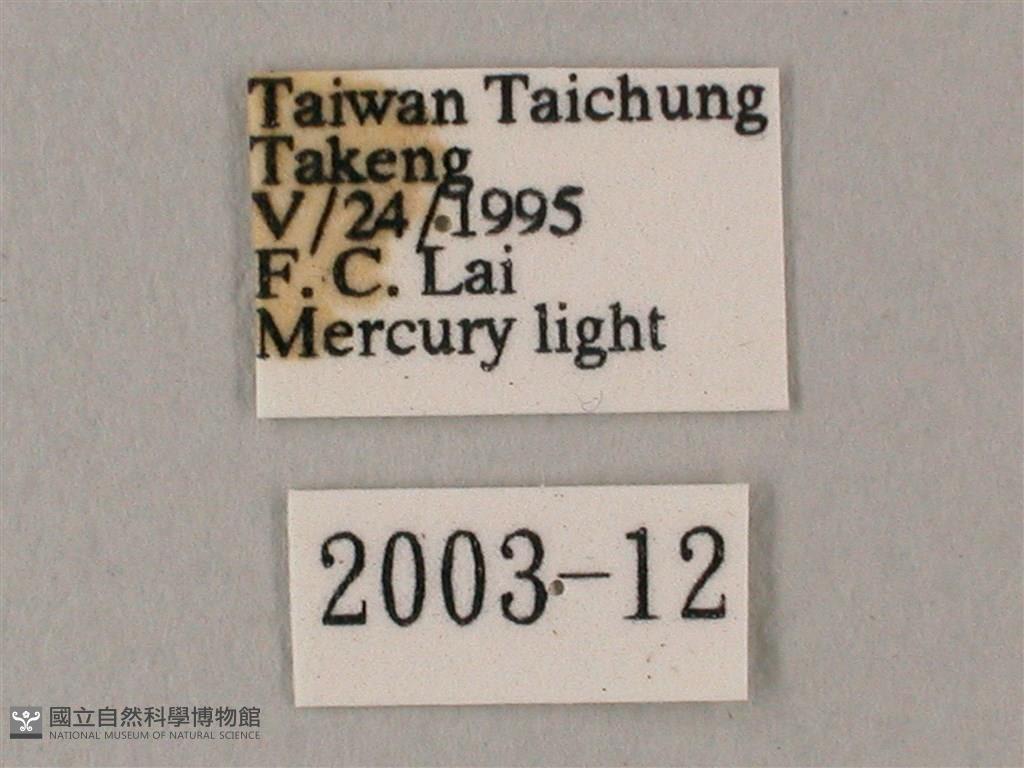 Taiwan Taichung
Takeng
V/24/1995
F. C. Lai
Mercury light
2003-12
國立自然科學博物館
NATIONAL MUSEUM OF NATURAL SCIENCE